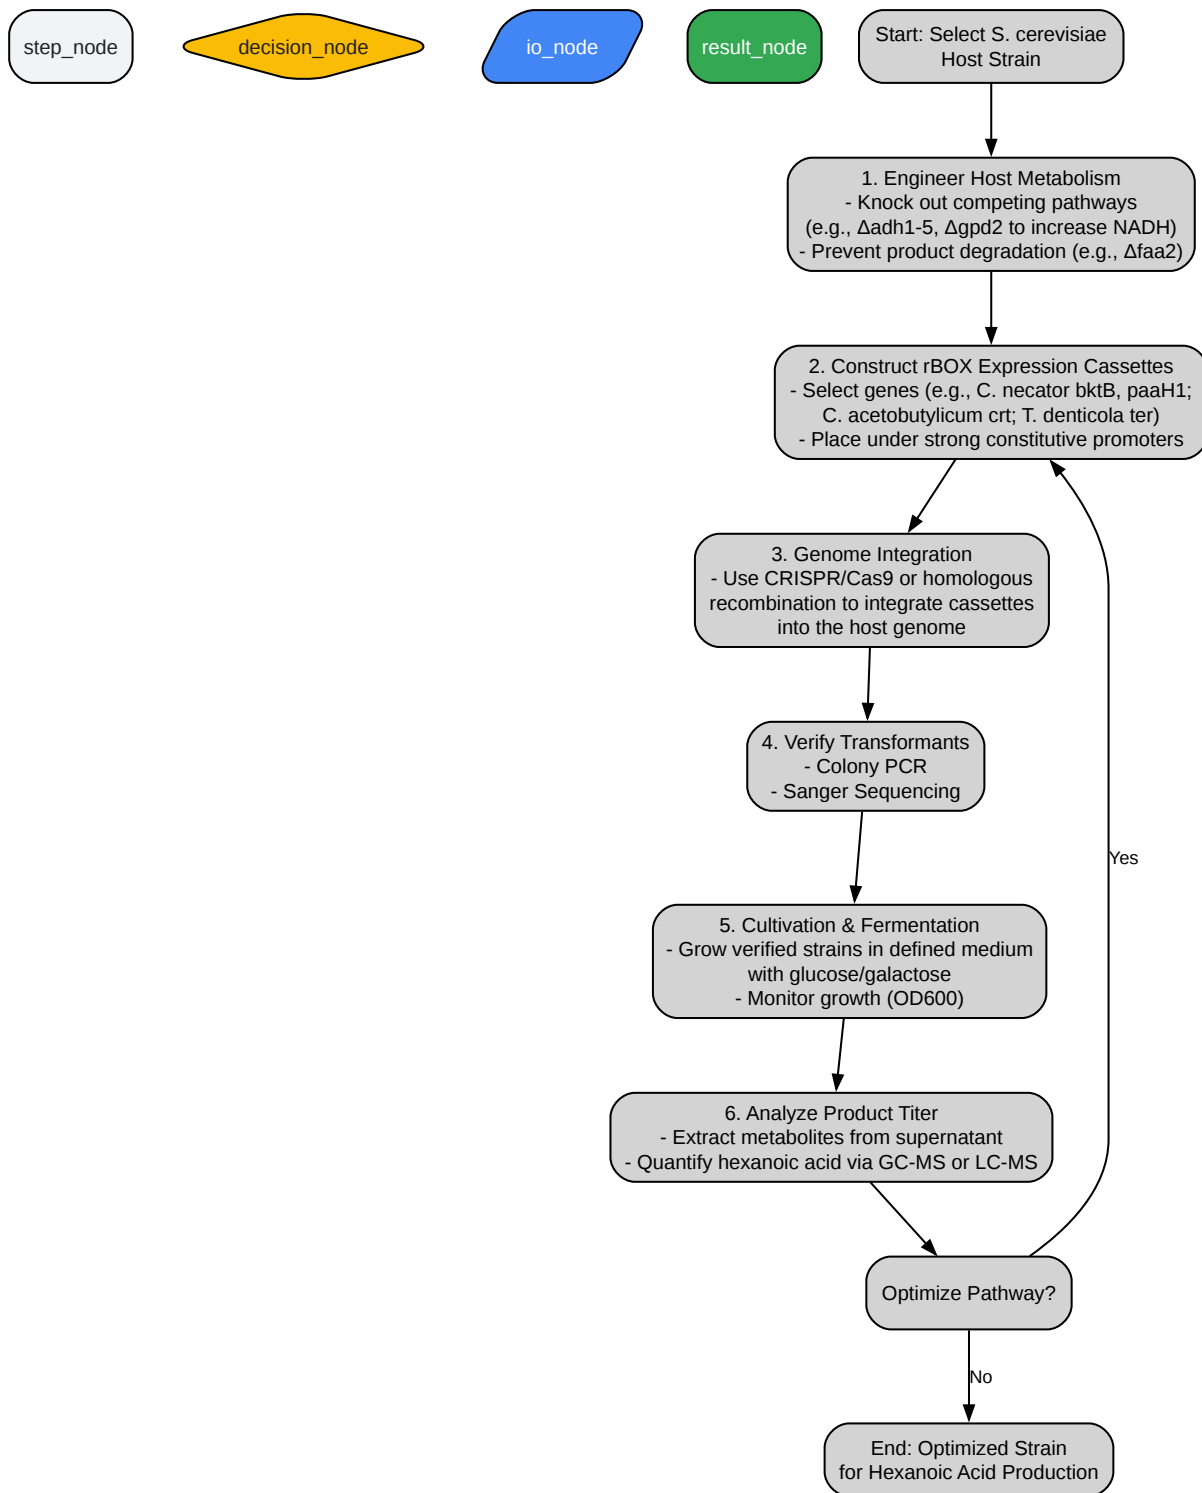 step_node
decision_node
io_node
result_node
Start: Select S. cerevisiae
Host Strain
1. Engineer Host Metabolism
- Knock out competing pathways
(e.g., Δadh1-5, Δgpd2 to increase NADH)
- Prevent product degradation (e.g., Δfaa2)
2. Construct rBOX Expression Cassettes
- Select genes (e.g., C. necator bktB, paaH1;
C. acetobutylicum crt; T. denticola ter)
- Place under strong constitutive promoters
3. Genome Integration
- Use CRISPR/Cas9 or homologous
recombination to integrate cassettes
into the host genome
4. Verify Transformants
- Colony PCR
- Sanger Sequencing
Yes
5. Cultivation & Fermentation
- Grow verified strains in defined medium
with glucose/galactose
- Monitor growth (OD600)
6. Analyze Product Titer
- Extract metabolites from supernatant
- Quantify hexanoic acid via GC-MS or LC-MS
Optimize Pathway?
No
End: Optimized Strain
for Hexanoic Acid Production